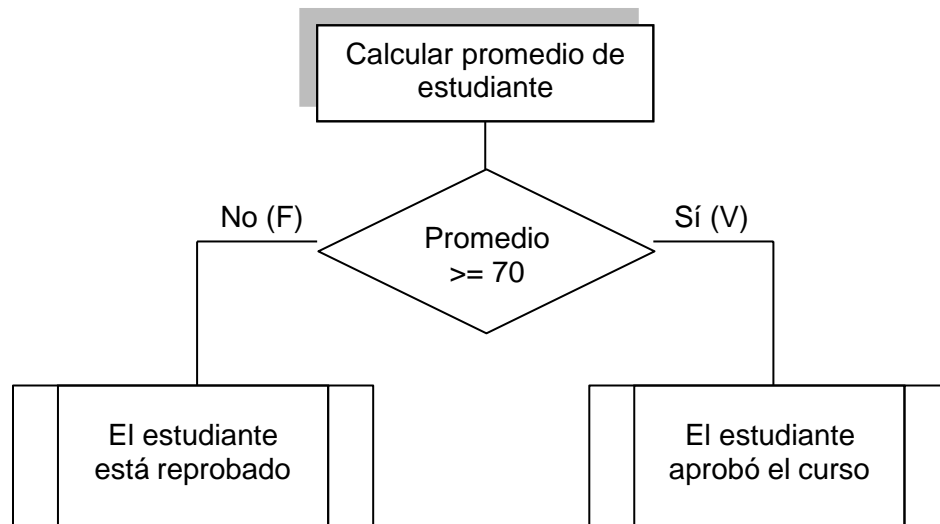 Calcular promedio de
estudiante
No (F)
Sí (V)
Promedio
>= 70
El estudiante
está reprobado
El estudiante
aprobó el curso